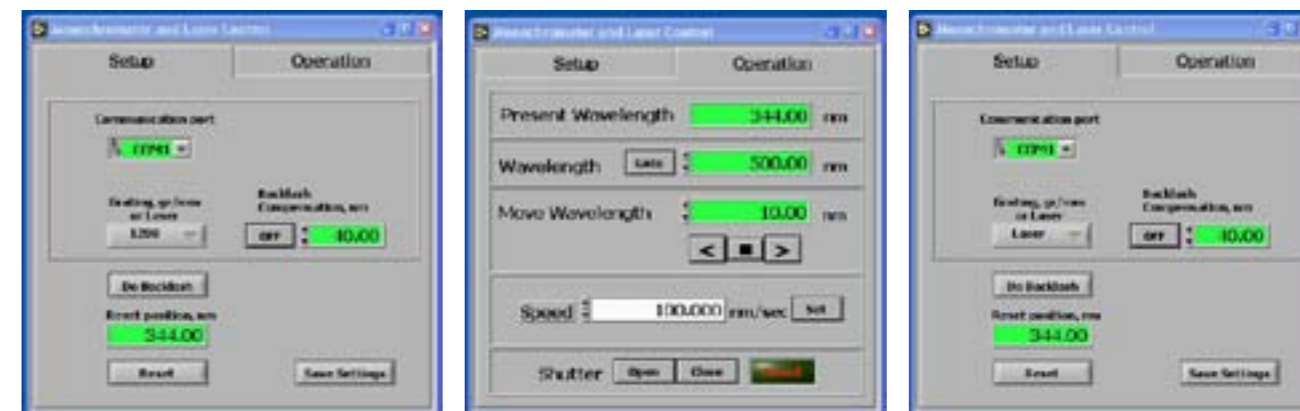 Monochromator and Laser Control
Setup Operation
Communication port
COM1
Grating, gr/mm
or Laser
1200
Backlash
Compensation, nm
OFF 10.00
Do Backlash
Reset position, nm
344.00
Reset Save Settings
Monochromator and Laser Control
Setup Operation
Present Wavelength 344.00 nm
Wavelength GoTo 500.00 nm
Move Wavelength 10.00 nm
< ■ >
Speed 100.000 nm/sec Set
Shutter Open Close
Monochromator and Laser Control
Setup Operation
Communication port
COM1
Grating, gr/mm
or Laser
Laser
Backlash
Compensation, nm
OFF 10.00
Do Backlash
Reset position, nm
344.00
Reset Save Settings